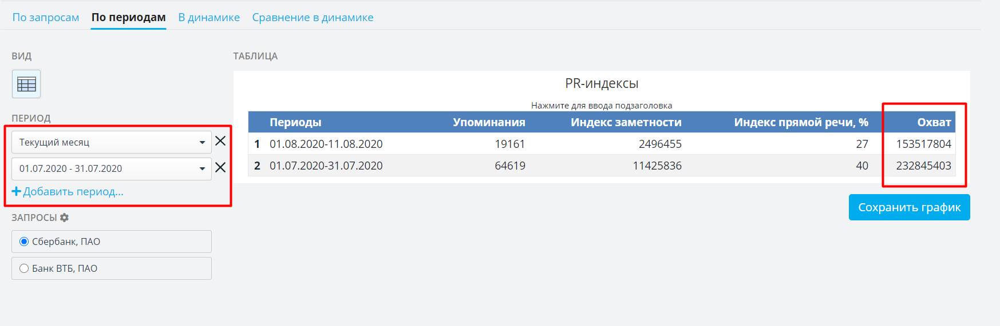 По запросам По периодам В динамике Сравнение в динамике
ВИД
ПЕРИОД
Текущий месяц
01.07.2020 - 31.07.2020
Добавить период...
ЗАПРОСЫ
Сбербанк, ПАО
Банк ВТБ, ПАО
ТАБЛИЦА
PR-индексы
Нажмите для ввода подзаголовка
Периоды Упоминания Индекс заметности Индекс прямой речи, % Охват
1 01.08.2020-11.08.2020 19161 2496455 27 153517804
2 01.07.2020-31.07.2020 64619 11425836 40 232845403
Сохранить график